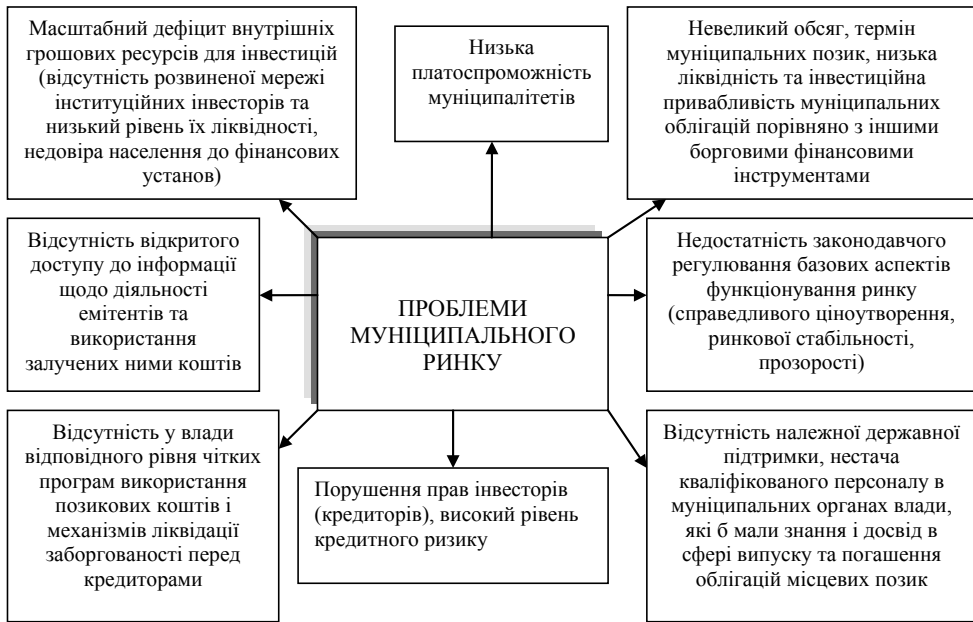 Масштабний дефіцит внутрішніх
грошових ресурсів для інвестицій
(відсутність розвиненої мережі
інституційних інвесторів та
низький рівень їх ліквідності,
недовіра населення до фінансових
установ)
Низька
платоспроможність
муніципалітетів
Невеликий обсяг, термін
муніципальних позик, низька
ліквідність та інвестиційна
привабливість муніципальних
облігацій порівняно з іншими
борговими фінансовими
інструментами
Відсутність відкритого
доступу до інформації
щодо діяльності
емітентів та
використання
залучених ними коштів
ПРОБЛЕМИ
МУНІЦИПАЛЬНОГО
РИНКУ
Недостатність законодавчого
регулювання базових аспектів
функціонування ринку
(справедливого ціноутворення,
ринкової стабільності,
прозорості)
Відсутність у влади
відповідного рівня чітких
програм використання
позикових коштів і
механізмів ліквідації
заборгованості перед
кредиторами
Порушення прав інвесторів
(кредиторів), високий рівень
кредитного ризику
Відсутність належної державної
підтримки, нестача
кваліфікованого персоналу в
муніципальних органах влади,
які б мали знання і досвід в
сфері випуску та погашення
облігацій місцевих позик